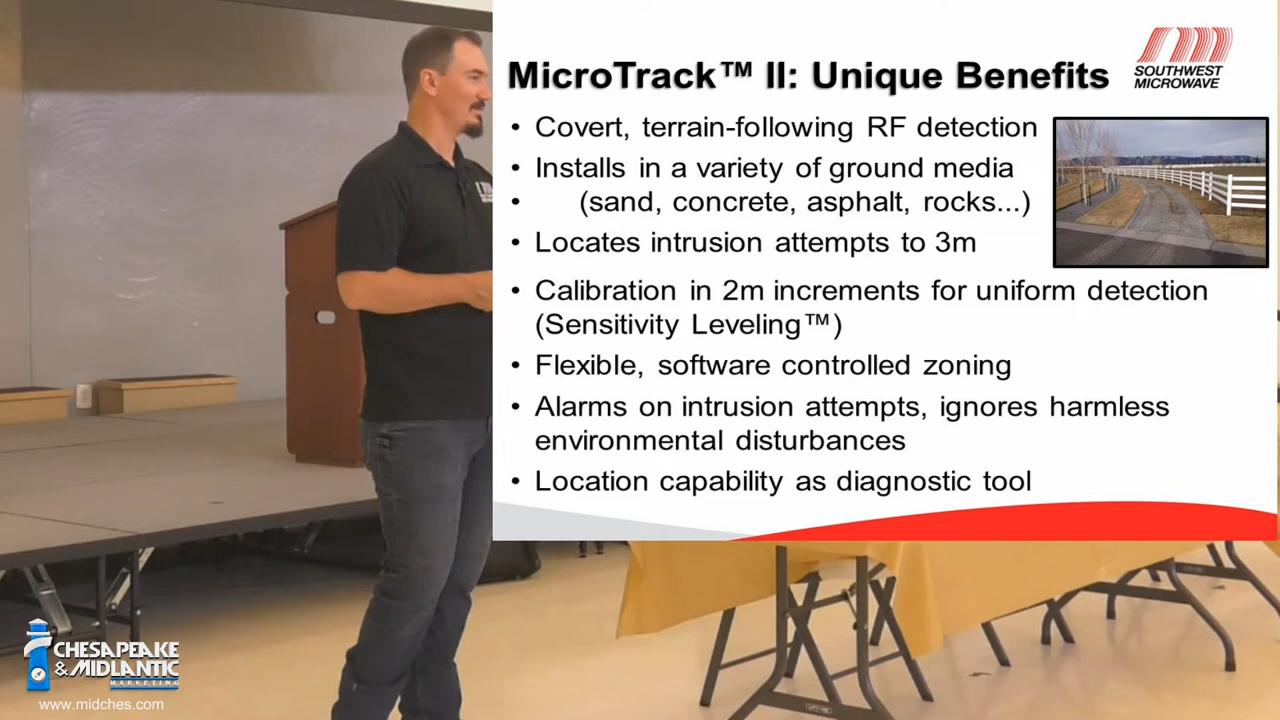 MicroTrack™ II: Unique Benefits
SOUTHWEST
MICROWAVE
• Covert, terrain-following RF detection
• Installs in a variety of ground media
• (sand, concrete, asphalt, rocks...)
• Locates intrusion attempts to 3m
• Calibration in 2m increments for uniform detection
(Sensitivity Leveling™)
• Flexible, software controlled zoning
• Alarms on intrusion attempts, ignores harmless
environmental disturbances
• Location capability as diagnostic tool
CHESAPEAKE
& MIDLANTIC
MARKETING
www.midches.com